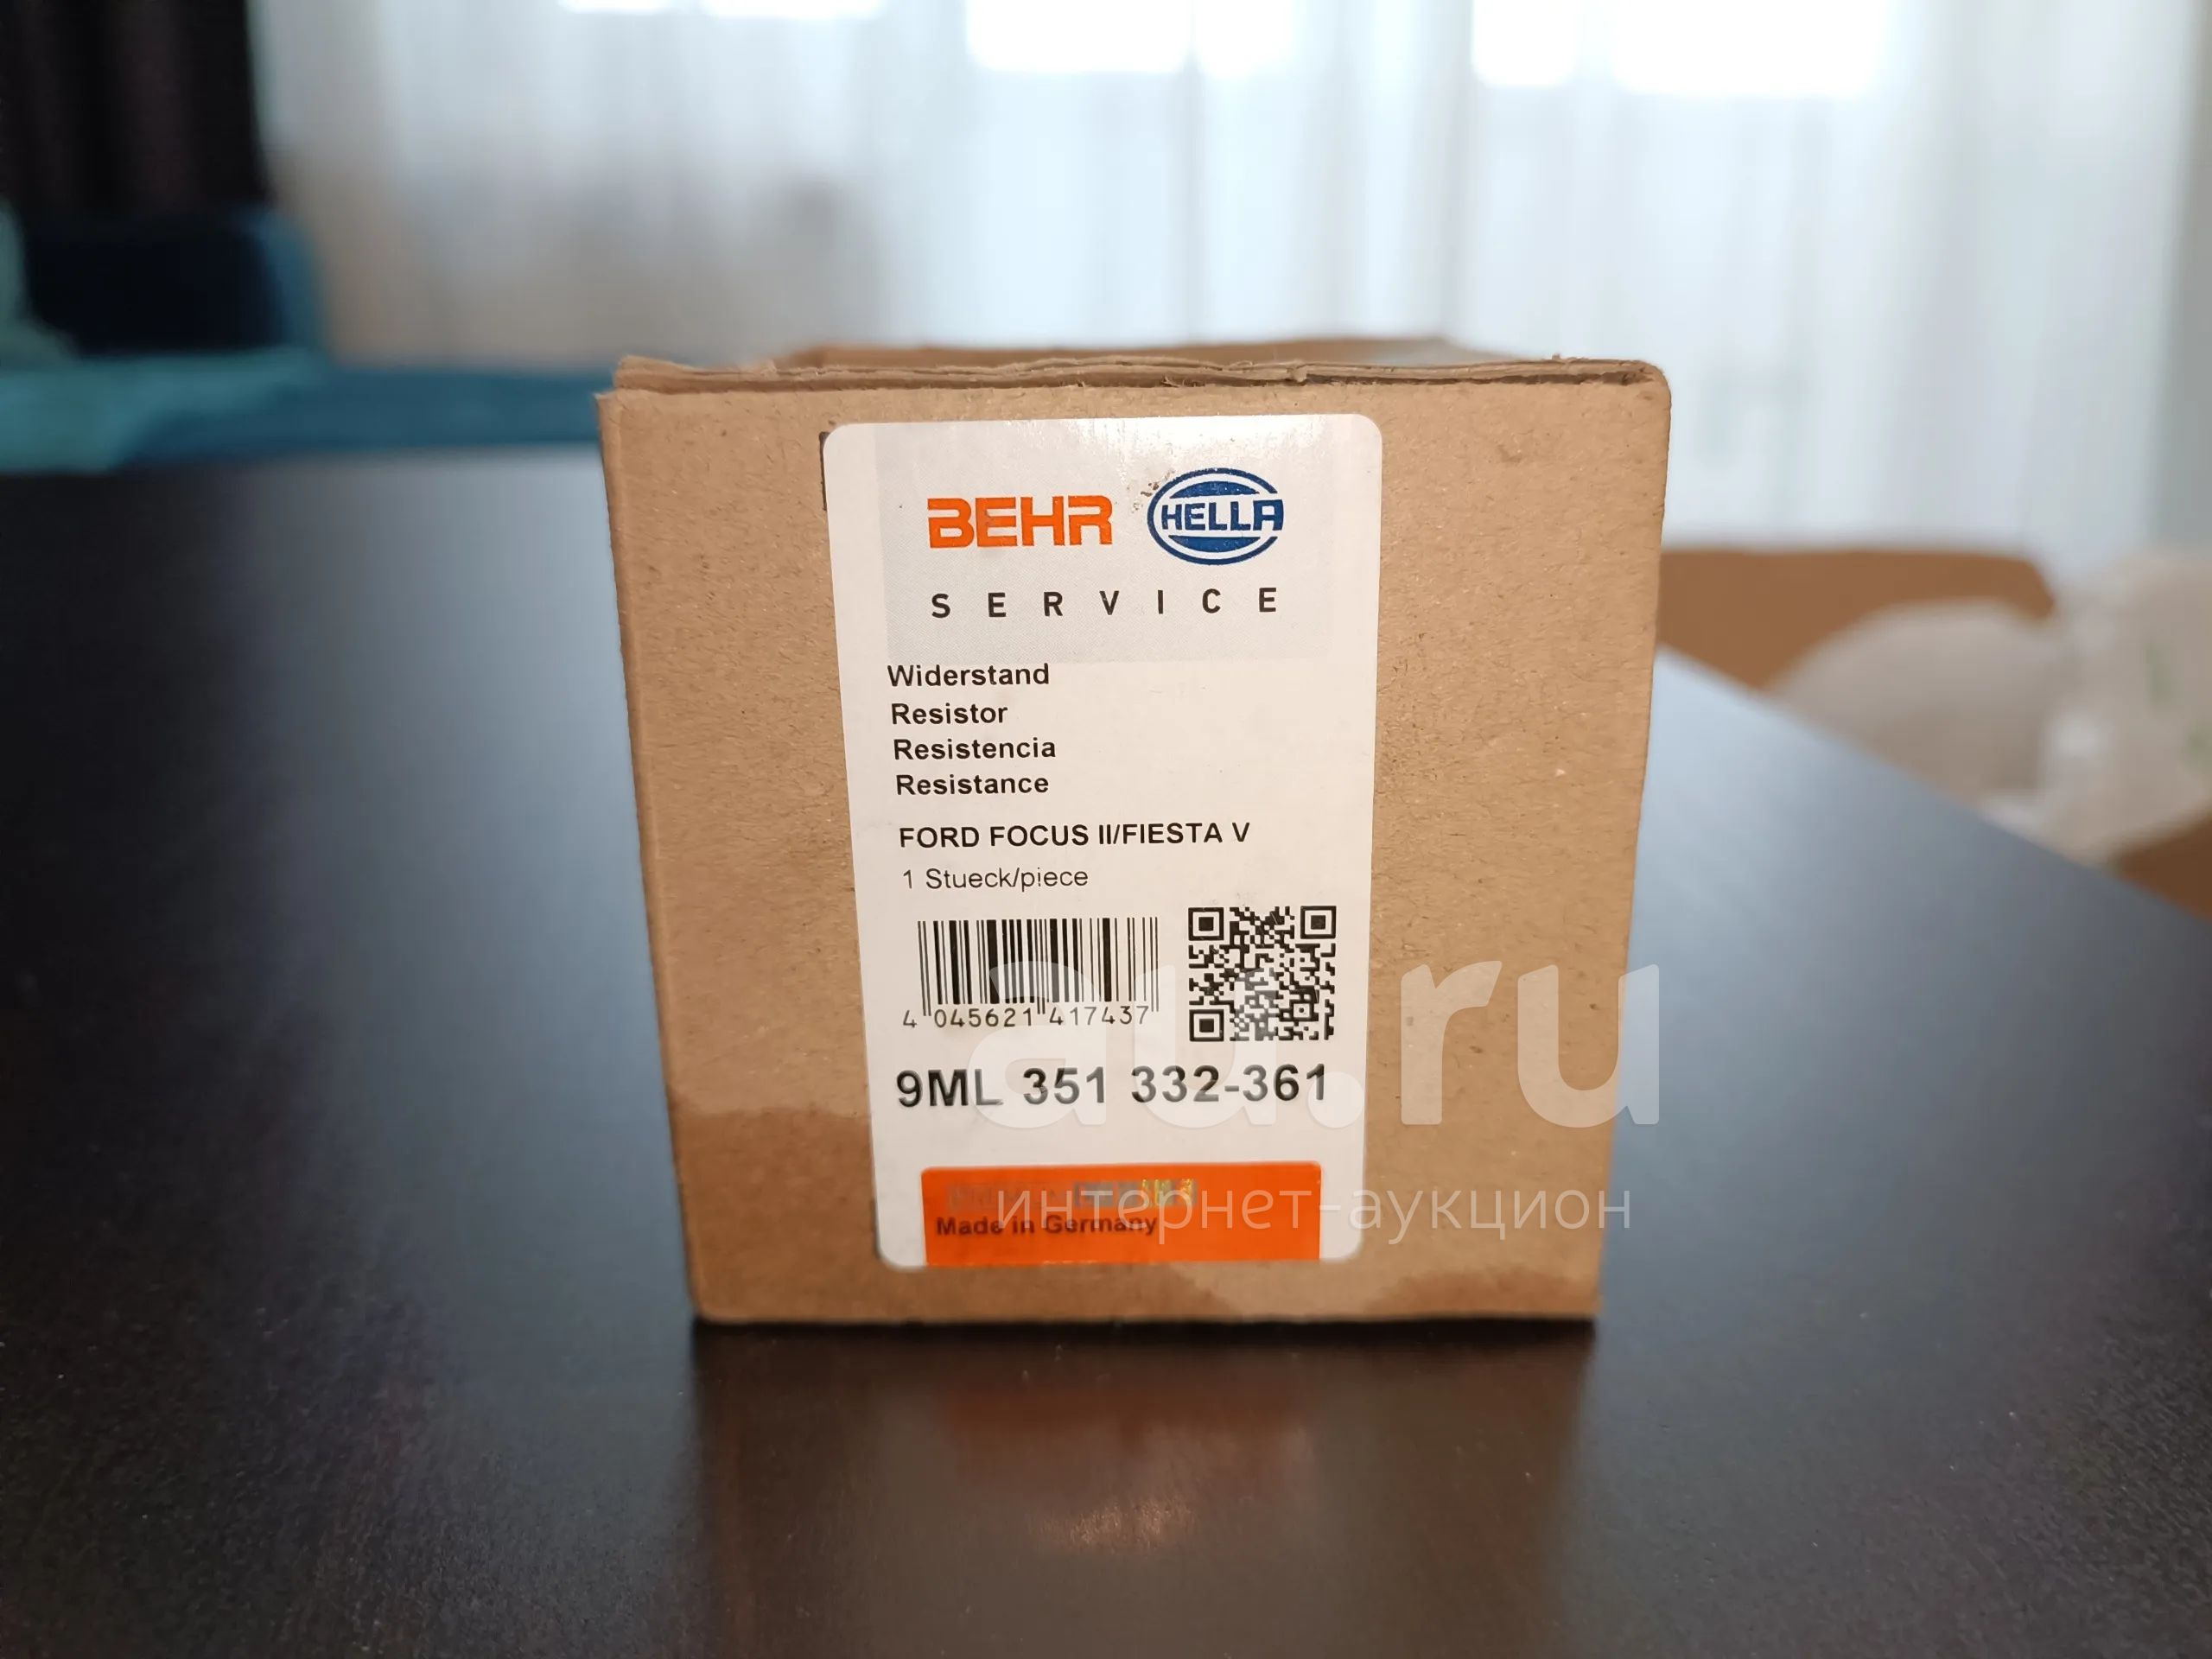 BEHR HELLA
SERVICE
Widerstand
Resistor
Resistencia
Resistance
FORD FOCUS II/FIESTA V
1 Stueck/piece
4 045621 417437
9ML 351 332-361
Made in Germany
au.ru
интернет-аукцион